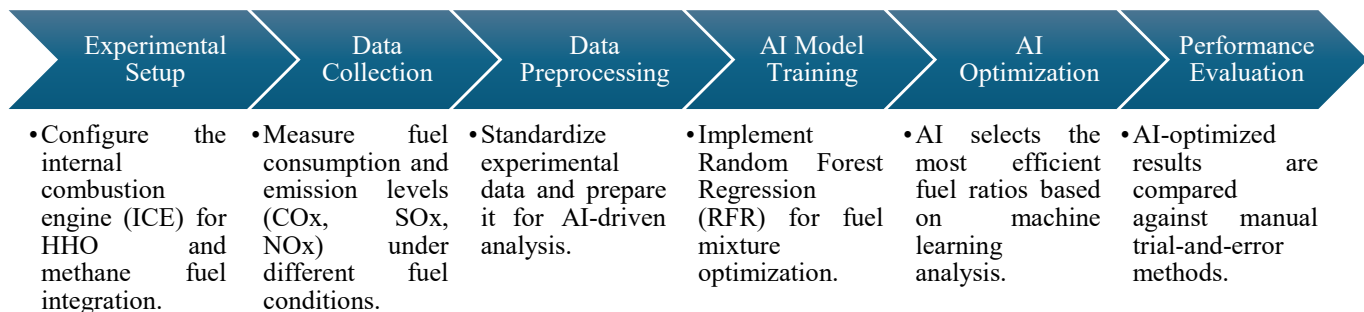 Experimental
Setup
Data
Collection
Data
Preprocessing
AI Model
Training
AI
Optimization
Performance
Evaluation
•Configure the
internal
combustion
engine (ICE) for
HHO and
methane fuel
integration.
•Measure fuel
consumption and
emission levels
(COx, SOx,
NOx) under
different fuel
conditions.
•Standardize
experimental
data and prepare
it for AI-driven
analysis.
•Implement
Random Forest
Regression
(RFR) for fuel
mixture
optimization.
•AI selects the
most efficient
fuel ratios based
on machine
learning
analysis.
•AI-optimized
results are
compared
against manual
trial-and-error
methods.